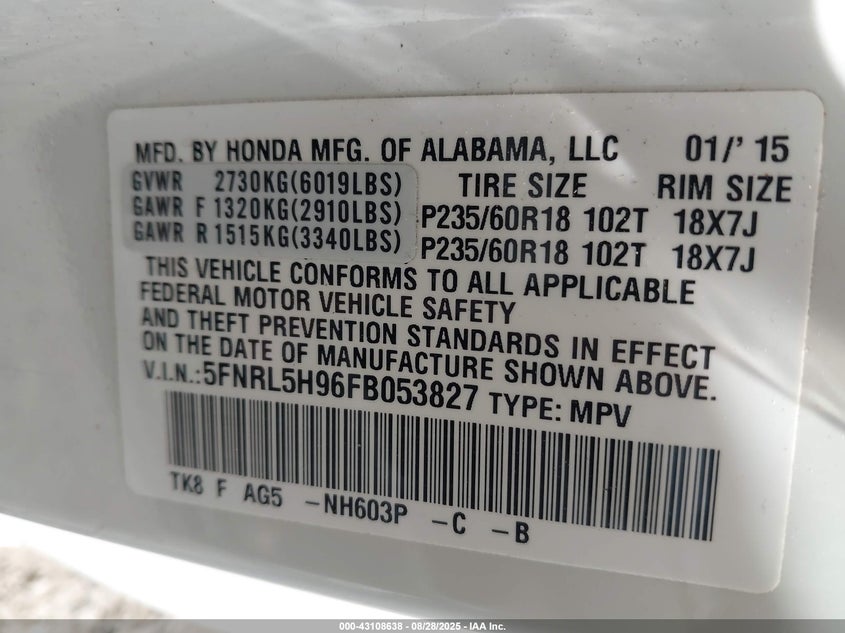 MFD. BY HONDA MFG. OF ALABAMA, LLC 01/' 15
GVWR 2730KG(6019LBS) TIRE SIZE RIM SIZE
GAWR F 1320KG(2910LBS) P235/60R18 102T 18X7J
GAWR R 1515KG(3340LBS) P235/60R18 102T 18X7J
THIS VEHICLE CONFORMS TO ALL APPLICABLE
FEDERAL MOTOR VEHICLE SAFETY
AND THEFT PREVENTION STANDARDS IN EFFECT
ON THE DATE OF MANUFACTURE SHOWN ABOVE.
V.I.N.:5FNRL5H96FB053827 TYPE: MPV
TK8 F AG5 -NH603P -C -B
000-43108638 - 08/28/2025 - IAA Inc.